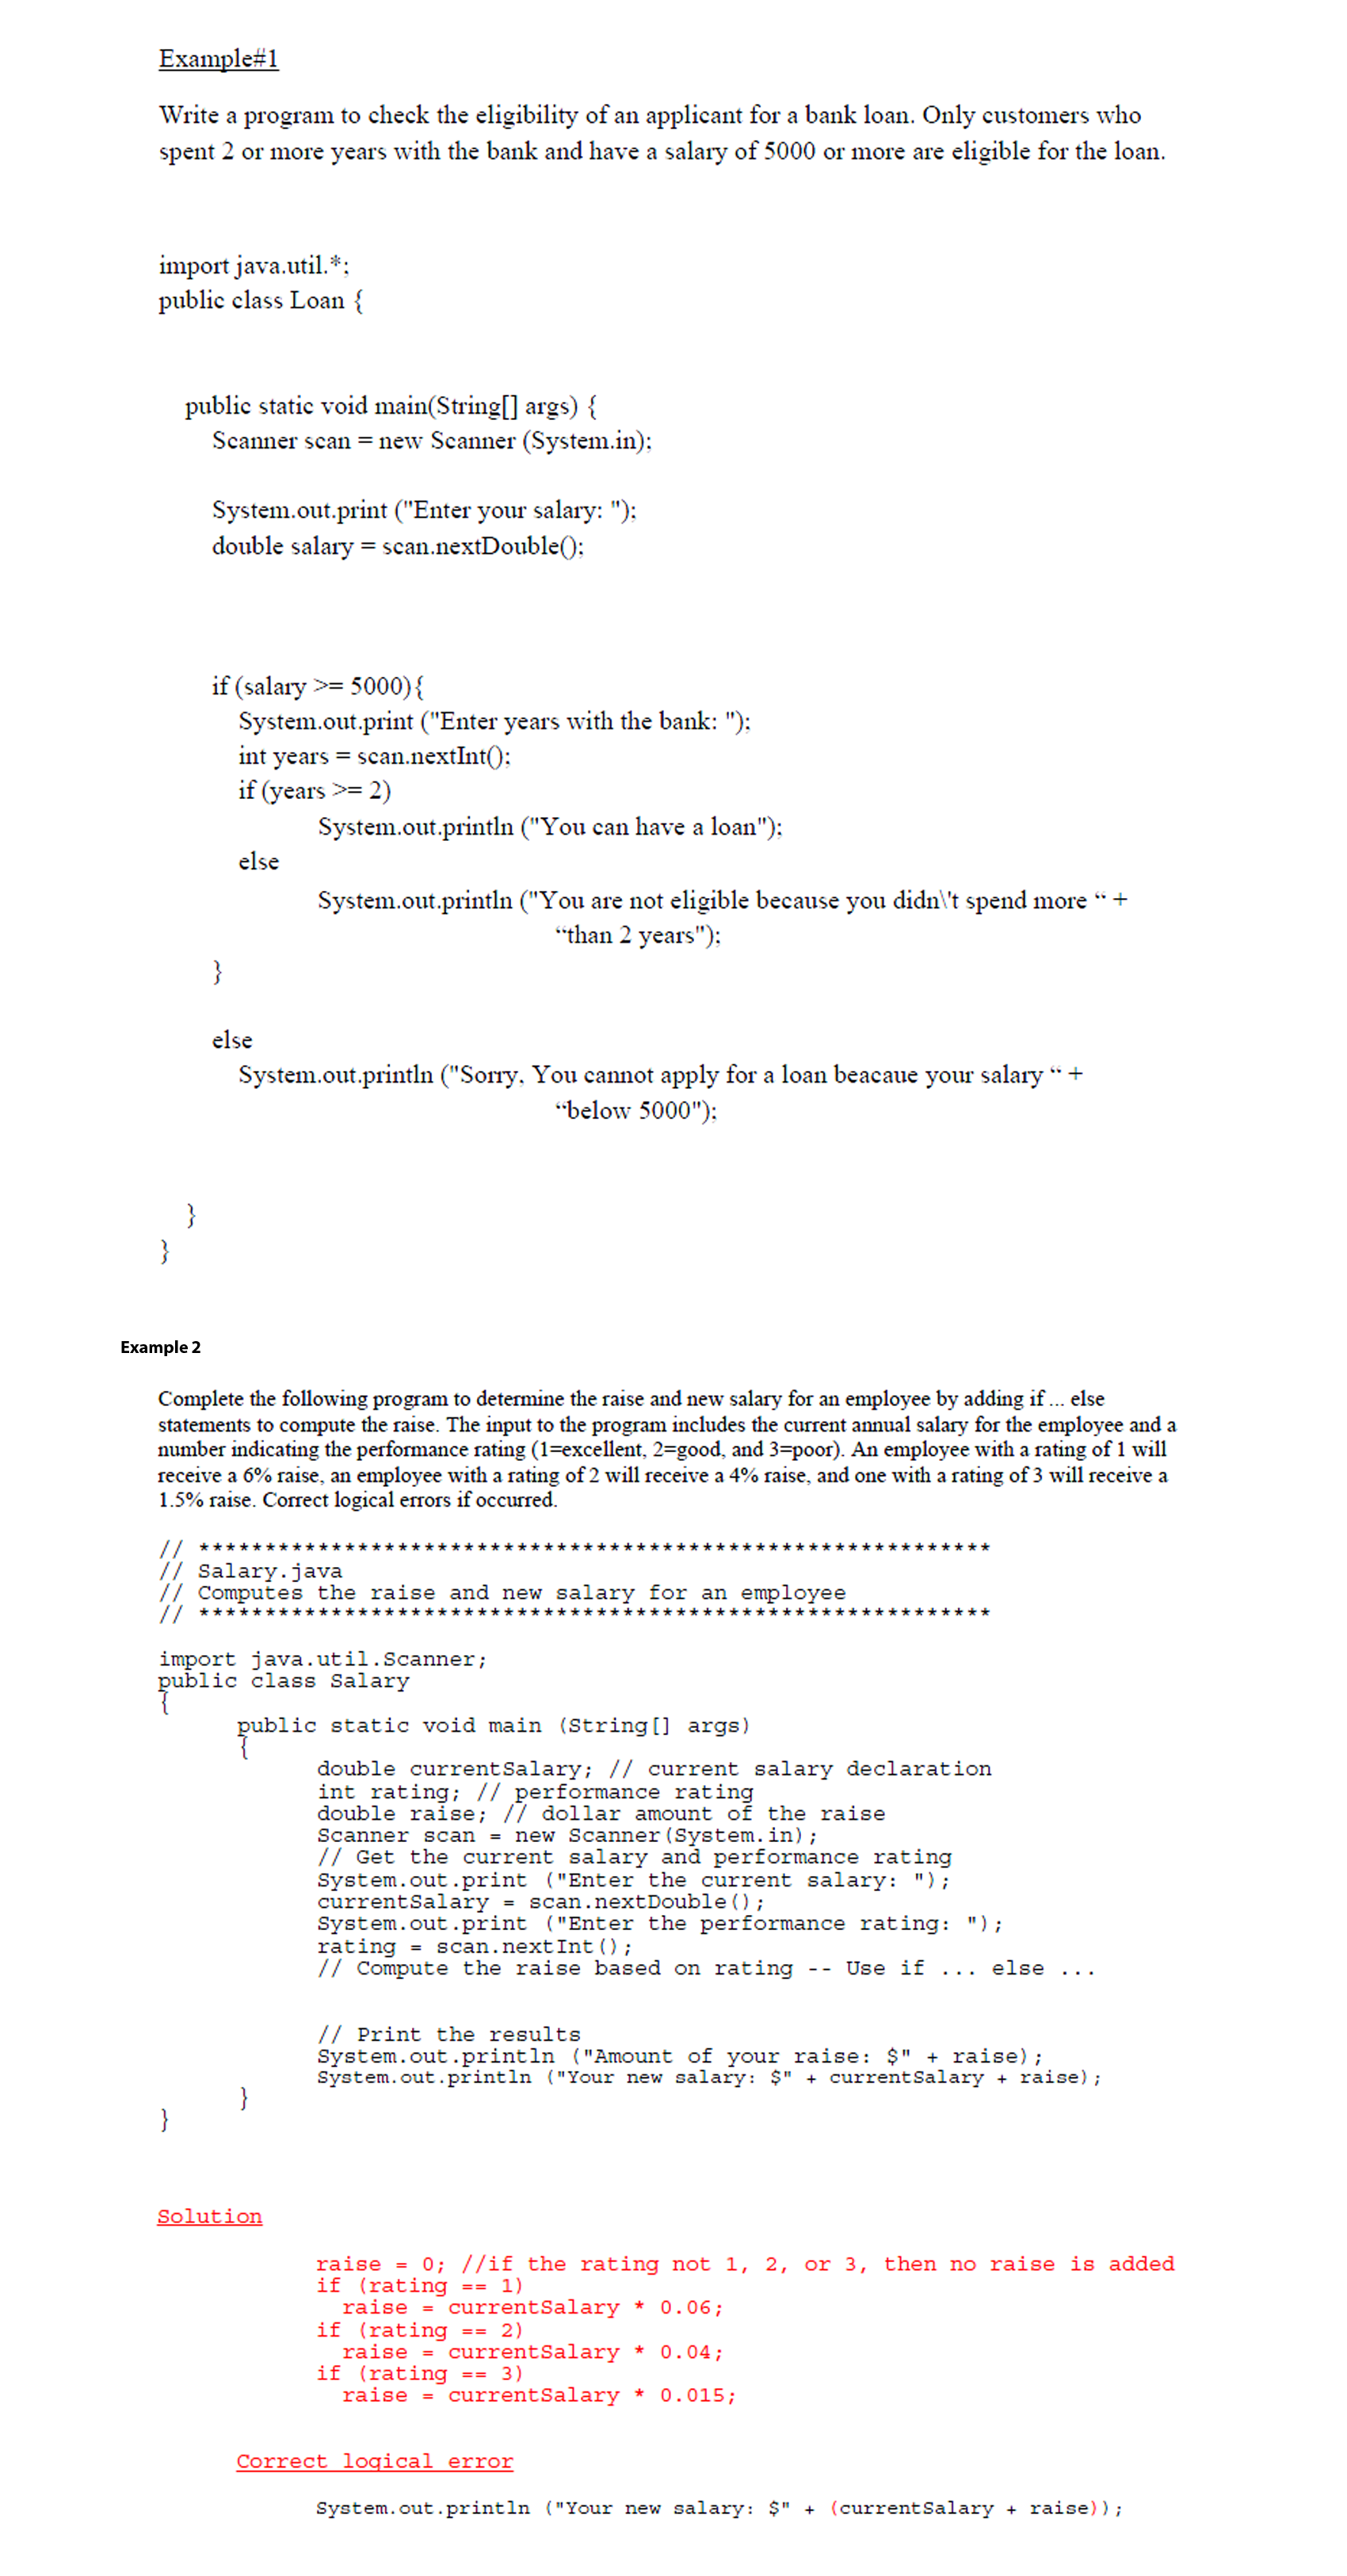 Example#1
Write a program to check the eligibility of an applicant for a bank loan. Only customers who
spent 2 or more years with the bank and have a salary of 5000 or more are eligible for the loan.
import java.util.*;
public class Loan {
public static void main(String[] args) {
Scanner scan = new Scanner (System.in);
System.out.print ("Enter your salary: ");
double salary = scan.nextDouble();
if (salary >= 5000){
System.out.print ("Enter years with the bank: ");
int years = scan.nextInt();
if (years >= 2)
System.out.println ("You can have a loan");
else
System.out.println ("You are not eligible because you didn\'t spend more “ +
“than 2 years");
}
else
System.out.println ("Sorry, You cannot apply for a loan beacaue your salary “ +
“below 5000");
}
}
Example 2
Complete the following program to determine the raise and new salary for an employee by adding if ... else
statements to compute the raise. The input to the program includes the current annual salary for the employee and a
number indicating the performance rating (1=excellent, 2=good, and 3=poor). An employee with a rating of 1 will
receive a 6% raise, an employee with a rating of 2 will receive a 4% raise, and one with a rating of 3 will receive a
1.5% raise. Correct logical errors if occurred.
// ************************************************************
// Salary.java
// Computes the raise and new salary for an employee
// ************************************************************
import java.util.Scanner;
public class Salary
{
public static void main (String[] args)
{
double currentSalary; // current salary declaration
int rating; // performance rating
double raise; // dollar amount of the raise
Scanner scan = new Scanner(System.in);
// Get the current salary and performance rating
System.out.print ("Enter the current salary: ");
currentSalary = scan.nextDouble();
System.out.print ("Enter the performance rating: ");
rating = scan.nextInt();
// Compute the raise based on rating -- Use if ... else ...
// Print the results
System.out.println ("Amount of your raise: $" + raise);
System.out.println ("Your new salary: $" + currentSalary + raise);
}
}
Solution
raise = 0; //if the rating not 1, 2, or 3, then no raise is added
if (rating == 1)
raise = currentSalary * 0.06;
if (rating == 2)
raise = currentSalary * 0.04;
if (rating == 3)
raise = currentSalary * 0.015;
Correct logical error
System.out.println ("Your new salary: $" + (currentSalary + raise));